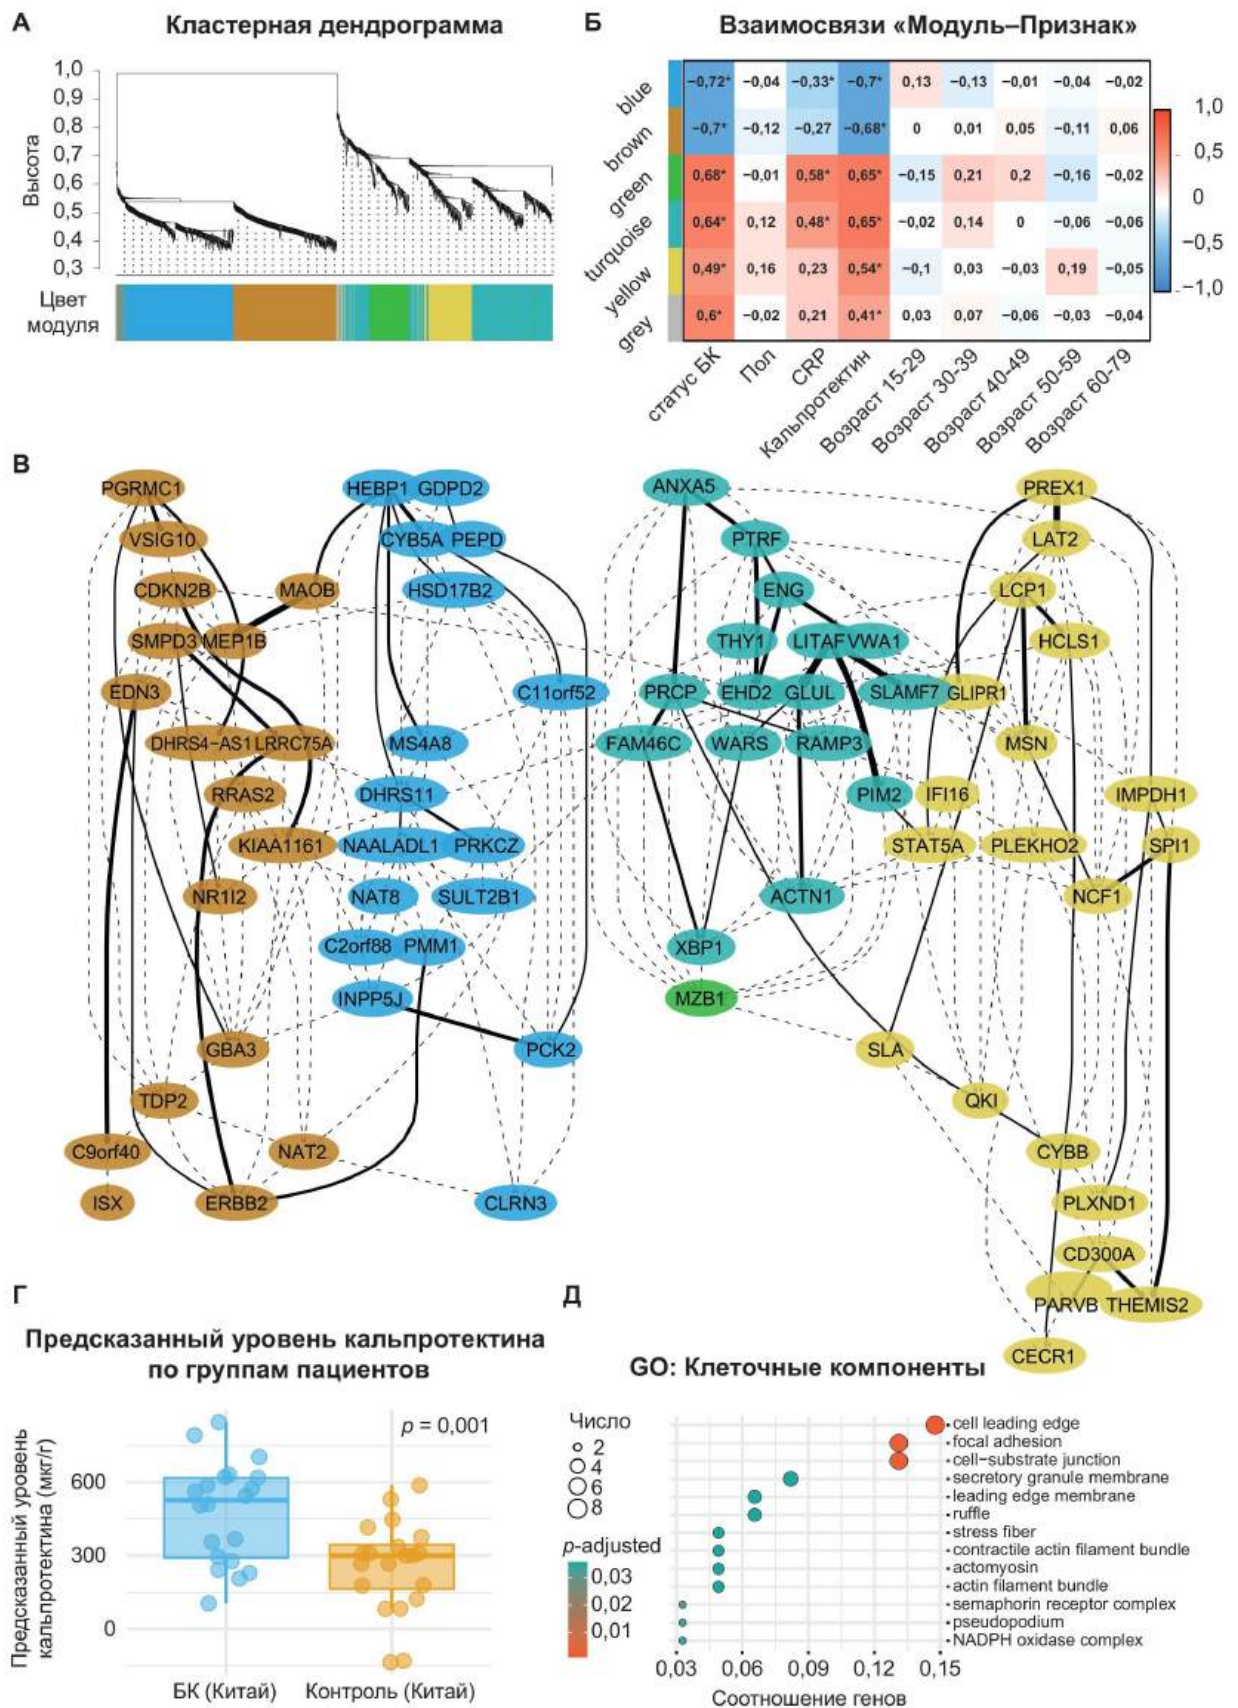 А
Кластерная дендрограмма
1,0
0,9
0,8
0,7
0,6
0,5
0,4
0,3
Высота
Цвет
модуля
Б
Взаимосвязи «Модуль–Признак»
blue −0,72* −0,04 −0,33* −0,7* 0,13 −0,13 −0,01 −0,04 −0,02
brown −0,7* −0,12 −0,27 −0,68* 0 0,01 0,05 −0,11 0,06
green 0,68* −0,01 0,58* 0,65* −0,15 0,21 0,2 −0,16 −0,02
turquoise 0,64* 0,12 0,48* 0,65* −0,02 0,14 0 −0,06 −0,06
yellow 0,49* 0,16 0,23 0,54* −0,1 0,03 −0,03 0,19 −0,05
grey 0,6* −0,02 0,21 0,41* 0,03 0,07 −0,06 −0,03 −0,04
1,0
0,5
0
−0,5
−1,0
статус БК
Пол
CRP
Кальпротектин
Возраст 15-29
Возраст 30-39
Возраст 40-49
Возраст 50-59
Возраст 60-79
В
PGRMC1 HEBP1 GDPD2 ANXA5 PREX1
VSIG10 CYB5A PEPD PTRF LAT2
CDKN2B MAOB HSD17B2 ENG LCP1
SMPD3 MEP1B THY1 LITAF VWA1 HCLS1
EDN3 C11orf52 PRCP EHD2 GLUL SLAMF7 GLIPR1
DHRS4−AS1 LRRC75A MS4A8 FAM46C WARS RAMP3 MSN
RRAS2 DHRS11 PIM2 IFI16 IMPDH1
KIAA1161 NAALADL1 PRKCZ STAT5A PLEKHO2 SPI1
NR1I2 NAT8 SULT2B1 ACTN1 NCF1
C2orf88 PMM1 XBP1
INPP5J MZB1
GBA3 PCK2 SLA
TDP2 QKI
C9orf40 NAT2 CYBB
ISX ERBB2 CLRN3 PLXND1
CD300A
PARVB THEMIS2
CECR1
Г
Предсказанный уровень кальпротектина
по группам пациентов
Предсказанный уровень
кальпротектина (мкг/г)
p = 0,001
600
300
0
БК (Китай) Контроль (Китай)
Д
GO: Клеточные компоненты
Число
2
4
6
8
p-adjusted
0,03
0,02
0,01
cell leading edge
focal adhesion
cell−substrate junction
secretory granule membrane
leading edge membrane
ruffle
stress fiber
contractile actin filament bundle
actomyosin
actin filament bundle
semaphorin receptor complex
pseudopodium
NADPH oxidase complex
0,03 0,06 0,09 0,12 0,15
Соотношение генов